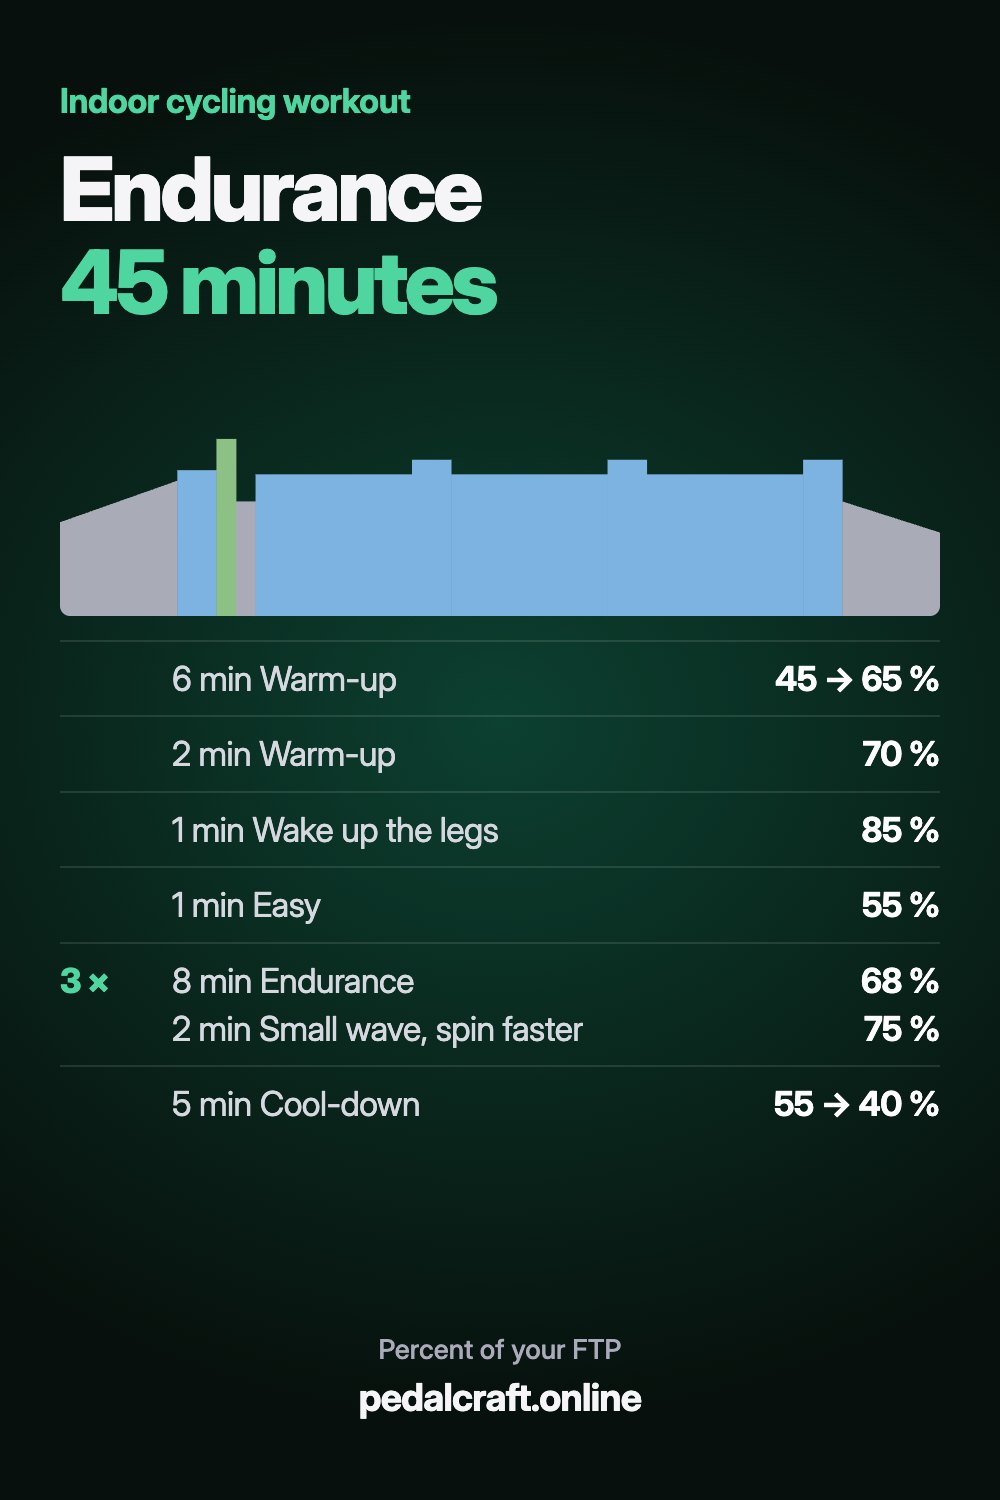 Indoor cycling workout
Endurance
45 minutes
6 min Warm-up 45 → 65 %
2 min Warm-up 70 %
1 min Wake up the legs 85 %
1 min Easy 55 %
3 × 8 min Endurance 68 %
2 min Small wave, spin faster 75 %
5 min Cool-down 55 → 40 %
Percent of your FTP
pedalcraft.online